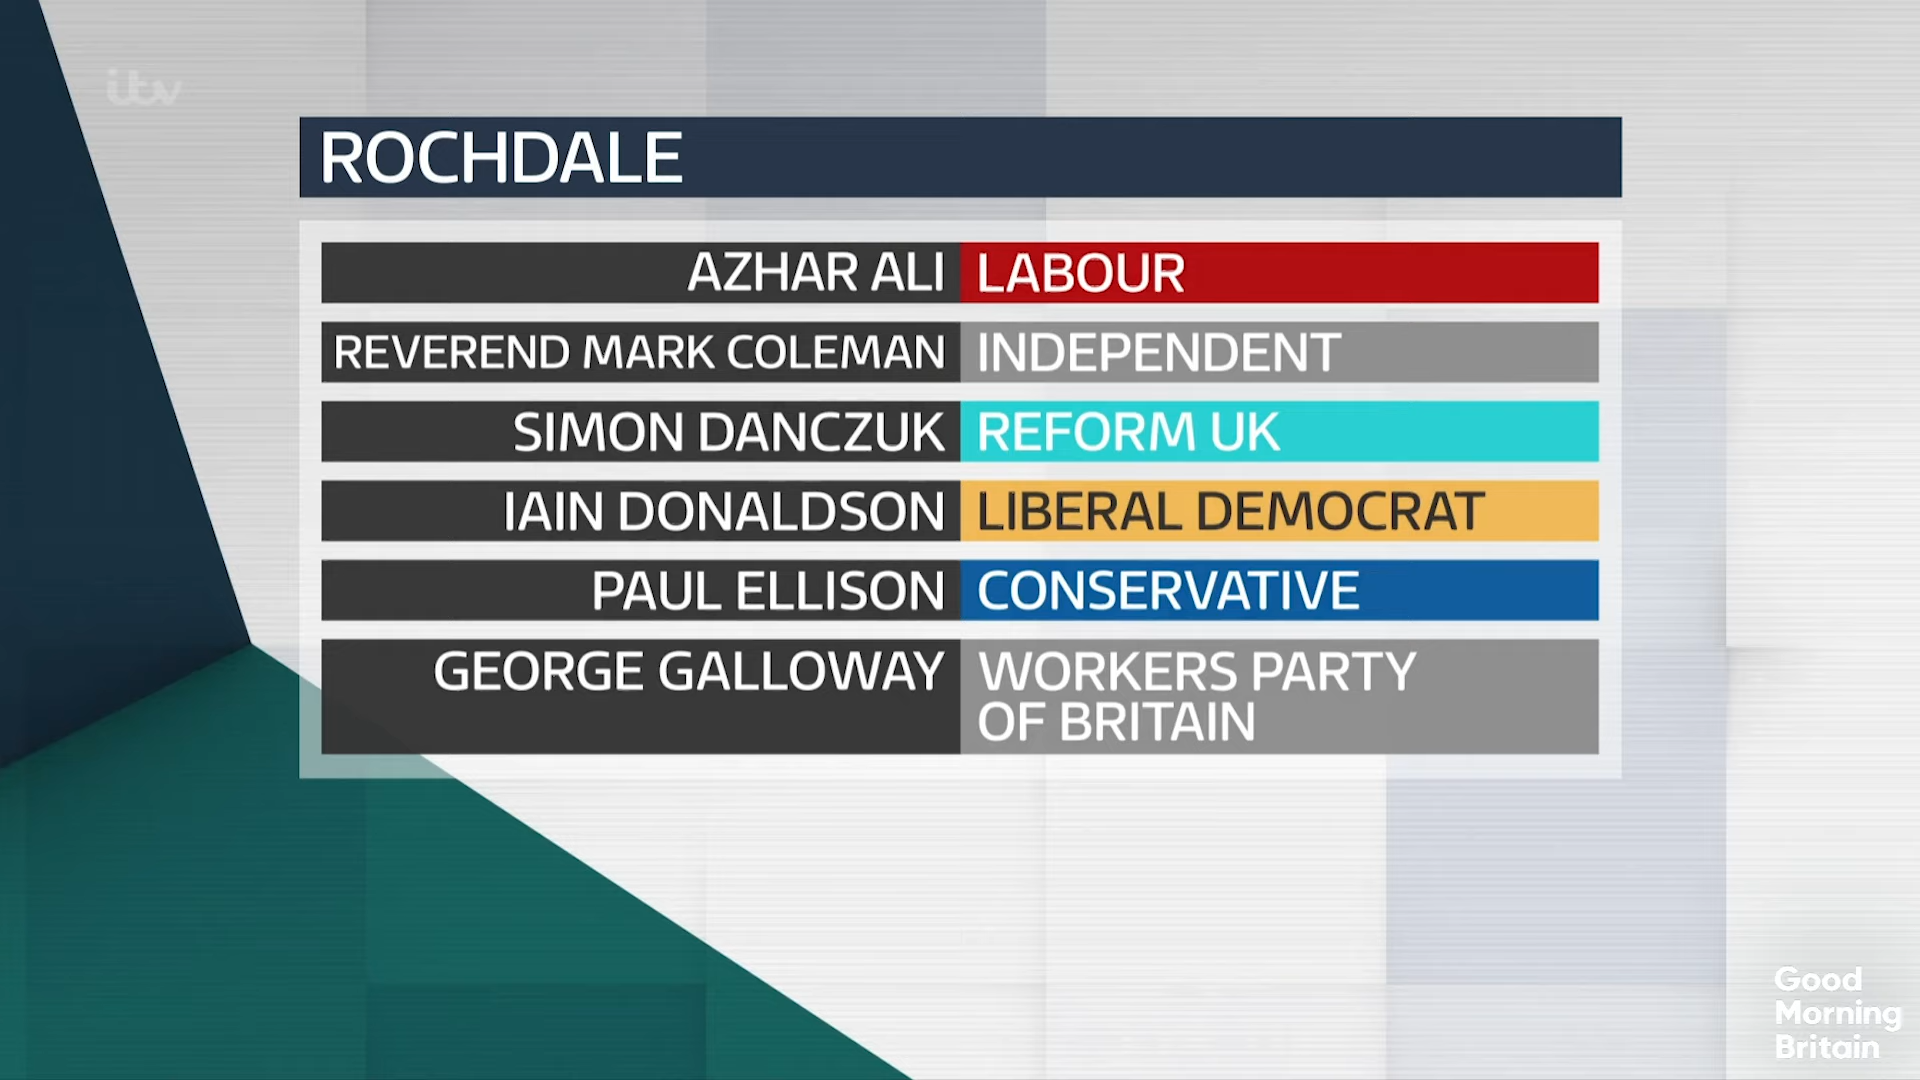 itv
ROCHDALE
AZHAR ALI LABOUR
REVEREND MARK COLEMAN INDEPENDENT
SIMON DANCZUK REFORM UK
IAIN DONALDSON LIBERAL DEMOCRAT
PAUL ELLISON CONSERVATIVE
GEORGE GALLOWAY WORKERS PARTY
OF BRITAIN
Good
Morning
Britain